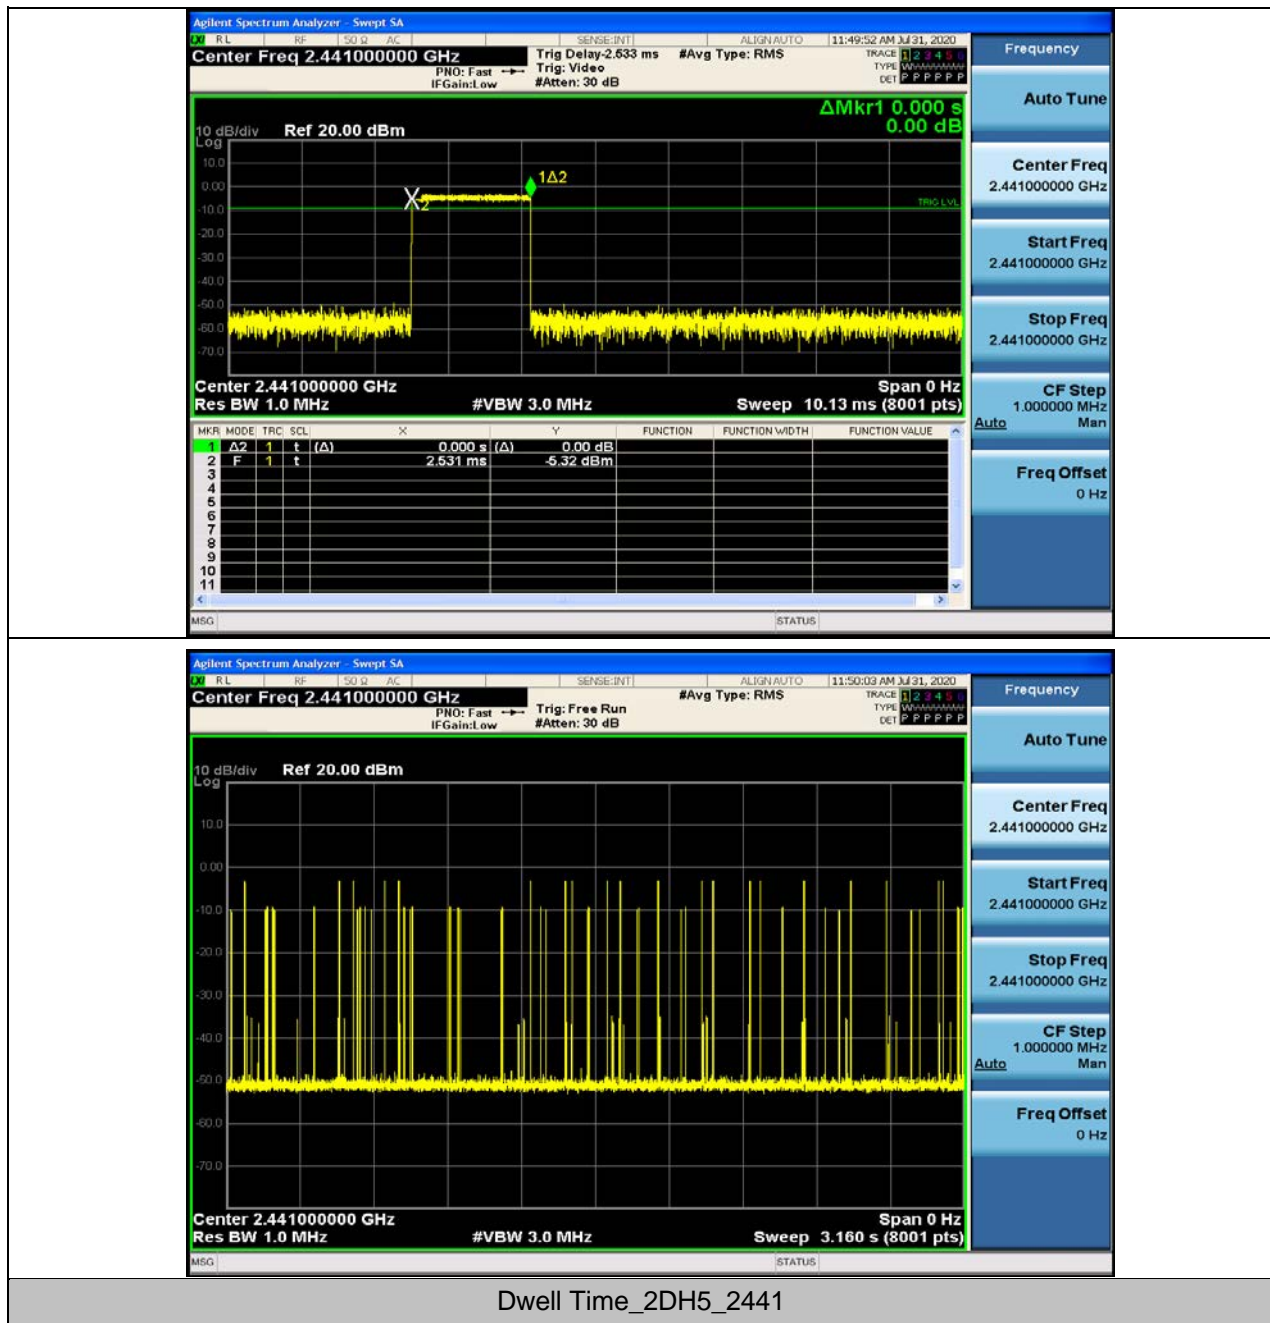 Agilent Spectrum Analyzer - Swept SA
LXI RL RF 50 Ω AC SENSE:INT ALIGN AUTO 11:49:52 AM Jul 31, 2020
Center Freq 2.441000000 GHz
Trig Delay-2.533 ms #Avg Type: RMS
TRACE 1 2 3 4 5 6
PNO: Fast Trig: Video
TYPE
IFGain:Low #Atten: 30 dB
DET P P P P P P
Frequency
ΔMkr1 0.000 s
0.00 dB
10 dB/div Ref 20.00 dBm
Log
10.0
0.00
-10.0
-20.0
-30.0
-40.0
-50.0
-60.0
-70.0
1Δ2
X2
TRIG LVL
Center 2.441000000 GHz Span 0 Hz
Res BW 1.0 MHz #VBW 3.0 MHz Sweep 10.13 ms (8001 pts)
MKR MODE TRC SCL X Y FUNCTION FUNCTION WIDTH FUNCTION VALUE
1 Δ2 1 t (Δ) 0.000 s (Δ) 0.00 dB
2 F 1 t 2.531 ms -5.32 dBm
3
4
5
6
7
8
9
10
11
MSG STATUS
Auto Tune
Center Freq
2.441000000 GHz
Start Freq
2.441000000 GHz
Stop Freq
2.441000000 GHz
CF Step
1.000000 MHz
Auto Man
Freq Offset
0 Hz
Agilent Spectrum Analyzer - Swept SA
LXI RL RF 50 Ω AC SENSE:INT ALIGN AUTO 11:50:03 AM Jul 31, 2020
Center Freq 2.441000000 GHz
#Avg Type: RMS
TRACE 1 2 3 4 5 6
PNO: Fast Trig: Free Run
TYPE
IFGain:Low #Atten: 30 dB
DET P P P P P P
Frequency
10 dB/div Ref 20.00 dBm
Log
10.0
0.00
-10.0
-20.0
-30.0
-40.0
-50.0
-60.0
-70.0
Center 2.441000000 GHz Span 0 Hz
Res BW 1.0 MHz #VBW 3.0 MHz Sweep 3.160 s (8001 pts)
MSG STATUS
Auto Tune
Center Freq
2.441000000 GHz
Start Freq
2.441000000 GHz
Stop Freq
2.441000000 GHz
CF Step
1.000000 MHz
Auto Man
Freq Offset
0 Hz
Dwell Time_2DH5_2441